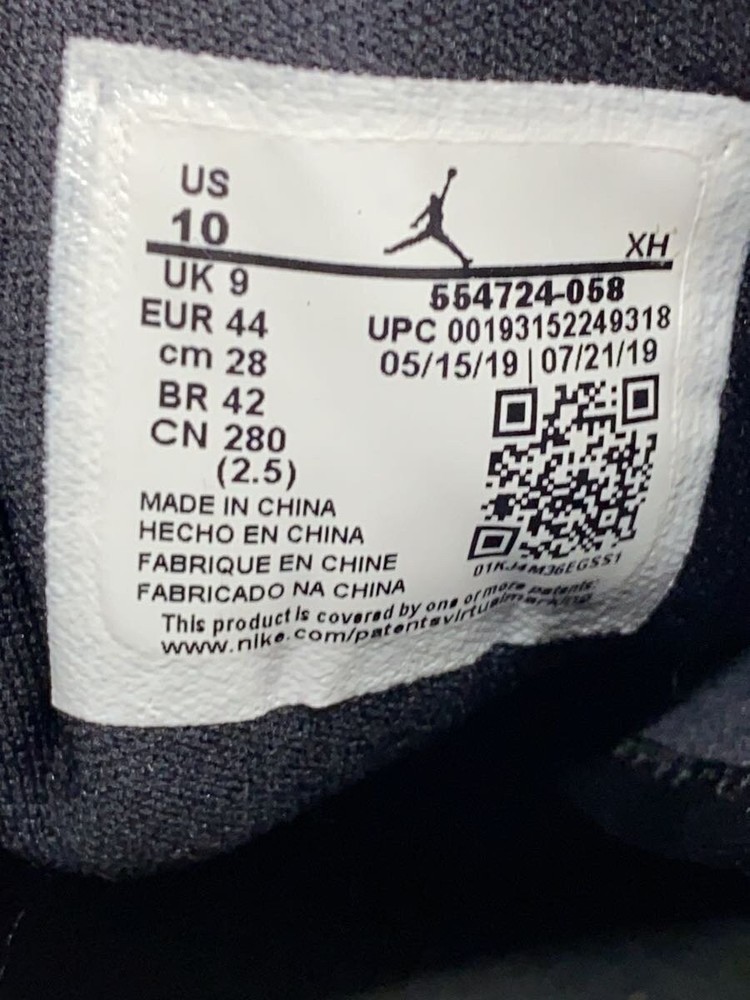 US
10
XH
UK 9
554724-058
EUR 44
UPC 00193152249318
cm 28
05/15/19 | 07/21/19
BR 42
CN 280
(2.5)
MADE IN CHINA
HECHO EN CHINA
FABRIQUE EN CHINE
FABRICADO NA CHINA
01KJ4M36EGSS1
This product is covered by one or more patents:
www.nike.com/patentsvirtualmarking